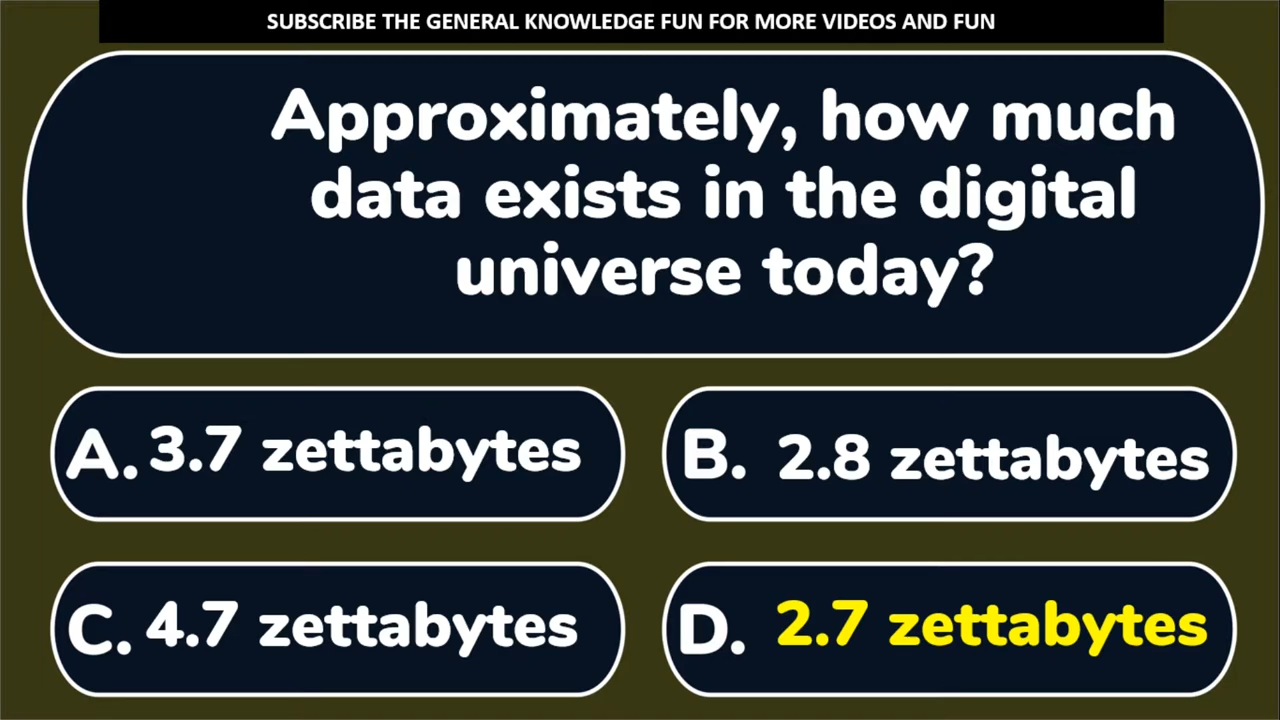 SUBSCRIBE THE GENERAL KNOWLEDGE FUN FOR MORE VIDEOS AND FUN
Approximately, how much
data exists in the digital
universe today?
A. 3.7 zettabytes
B. 2.8 zettabytes
C. 4.7 zettabytes
D. 2.7 zettabytes